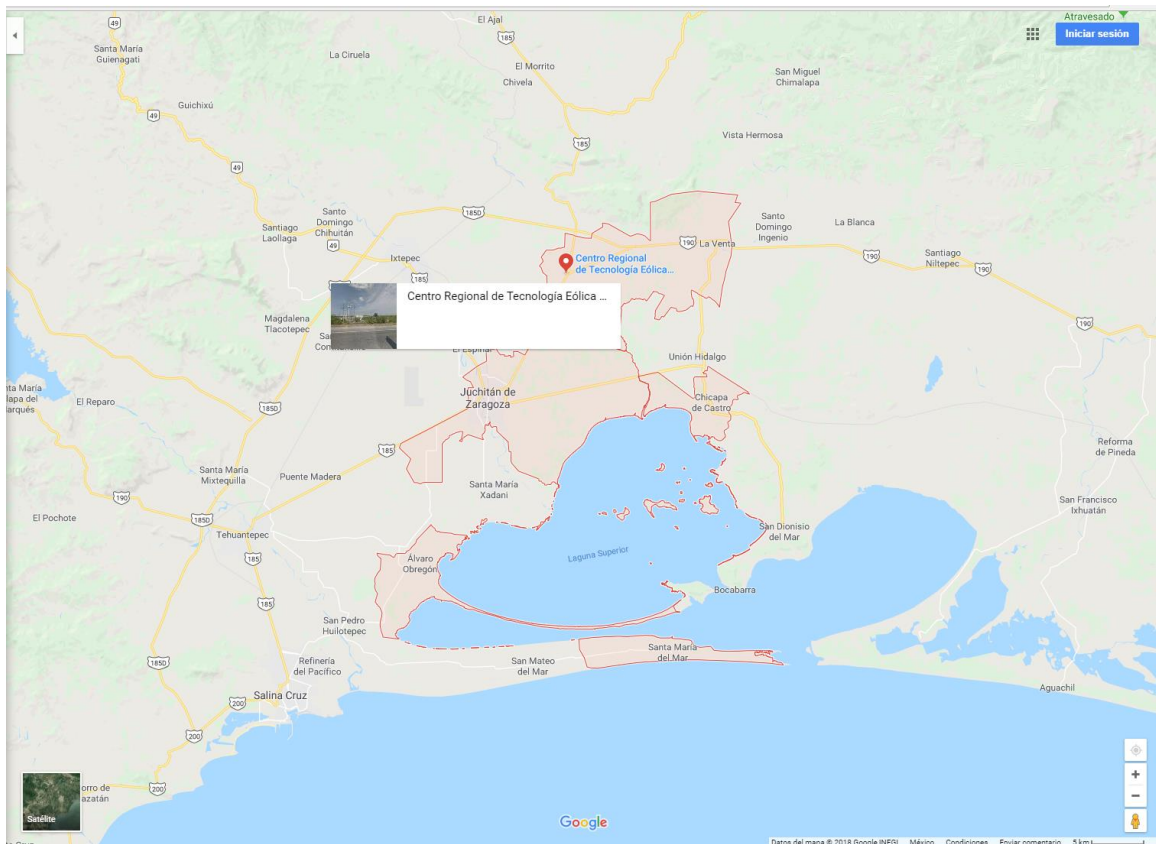 Atravesado
Iniciar sesión
49
El Ajal
185
Santa María
Guienagati
La Ciruela
El Morrito
Chivela
San Miguel
Chimalapa
Guichixú
49
Vista Hermosa
185
49
Santo
Domingo
Chihuitán
49
185D
Santiago
Laollaga
Santo
Domingo
Ingenio
La Blanca
190
La Venta
190
Santiago
Niltepec
190
Ixtepec
185
Centro Regional
de Tecnología Eólica...
Centro Regional de Tecnología Eólica ...
Magdalena
Tlacotepec
190
El Espinal
Unión Hidalgo
El Reparo
185D
Juchitán de
Zaragoza
Chicapa
de Castro
185
Reforma
de Pineda
Santa María
Mixtequilla
Puente Madera
Santa María
Xadani
190
El Pochote
185D
San Francisco
Ixhuatán
Tehuantepec
San Dionisio
del Mar
185
Álvaro
Obregón
Laguna Superior
Bocabarra
185
San Pedro
Huilotepec
185D
Refinería
del Pacífico
San Mateo
del Mar
Santa María
del Mar
Salina Cruz
200
Aguachil
200
200
orro de
azatán
Satélite
Google
Datos del mapa © 2018 Google, INEGI México Condiciones Enviar comentario 5 km